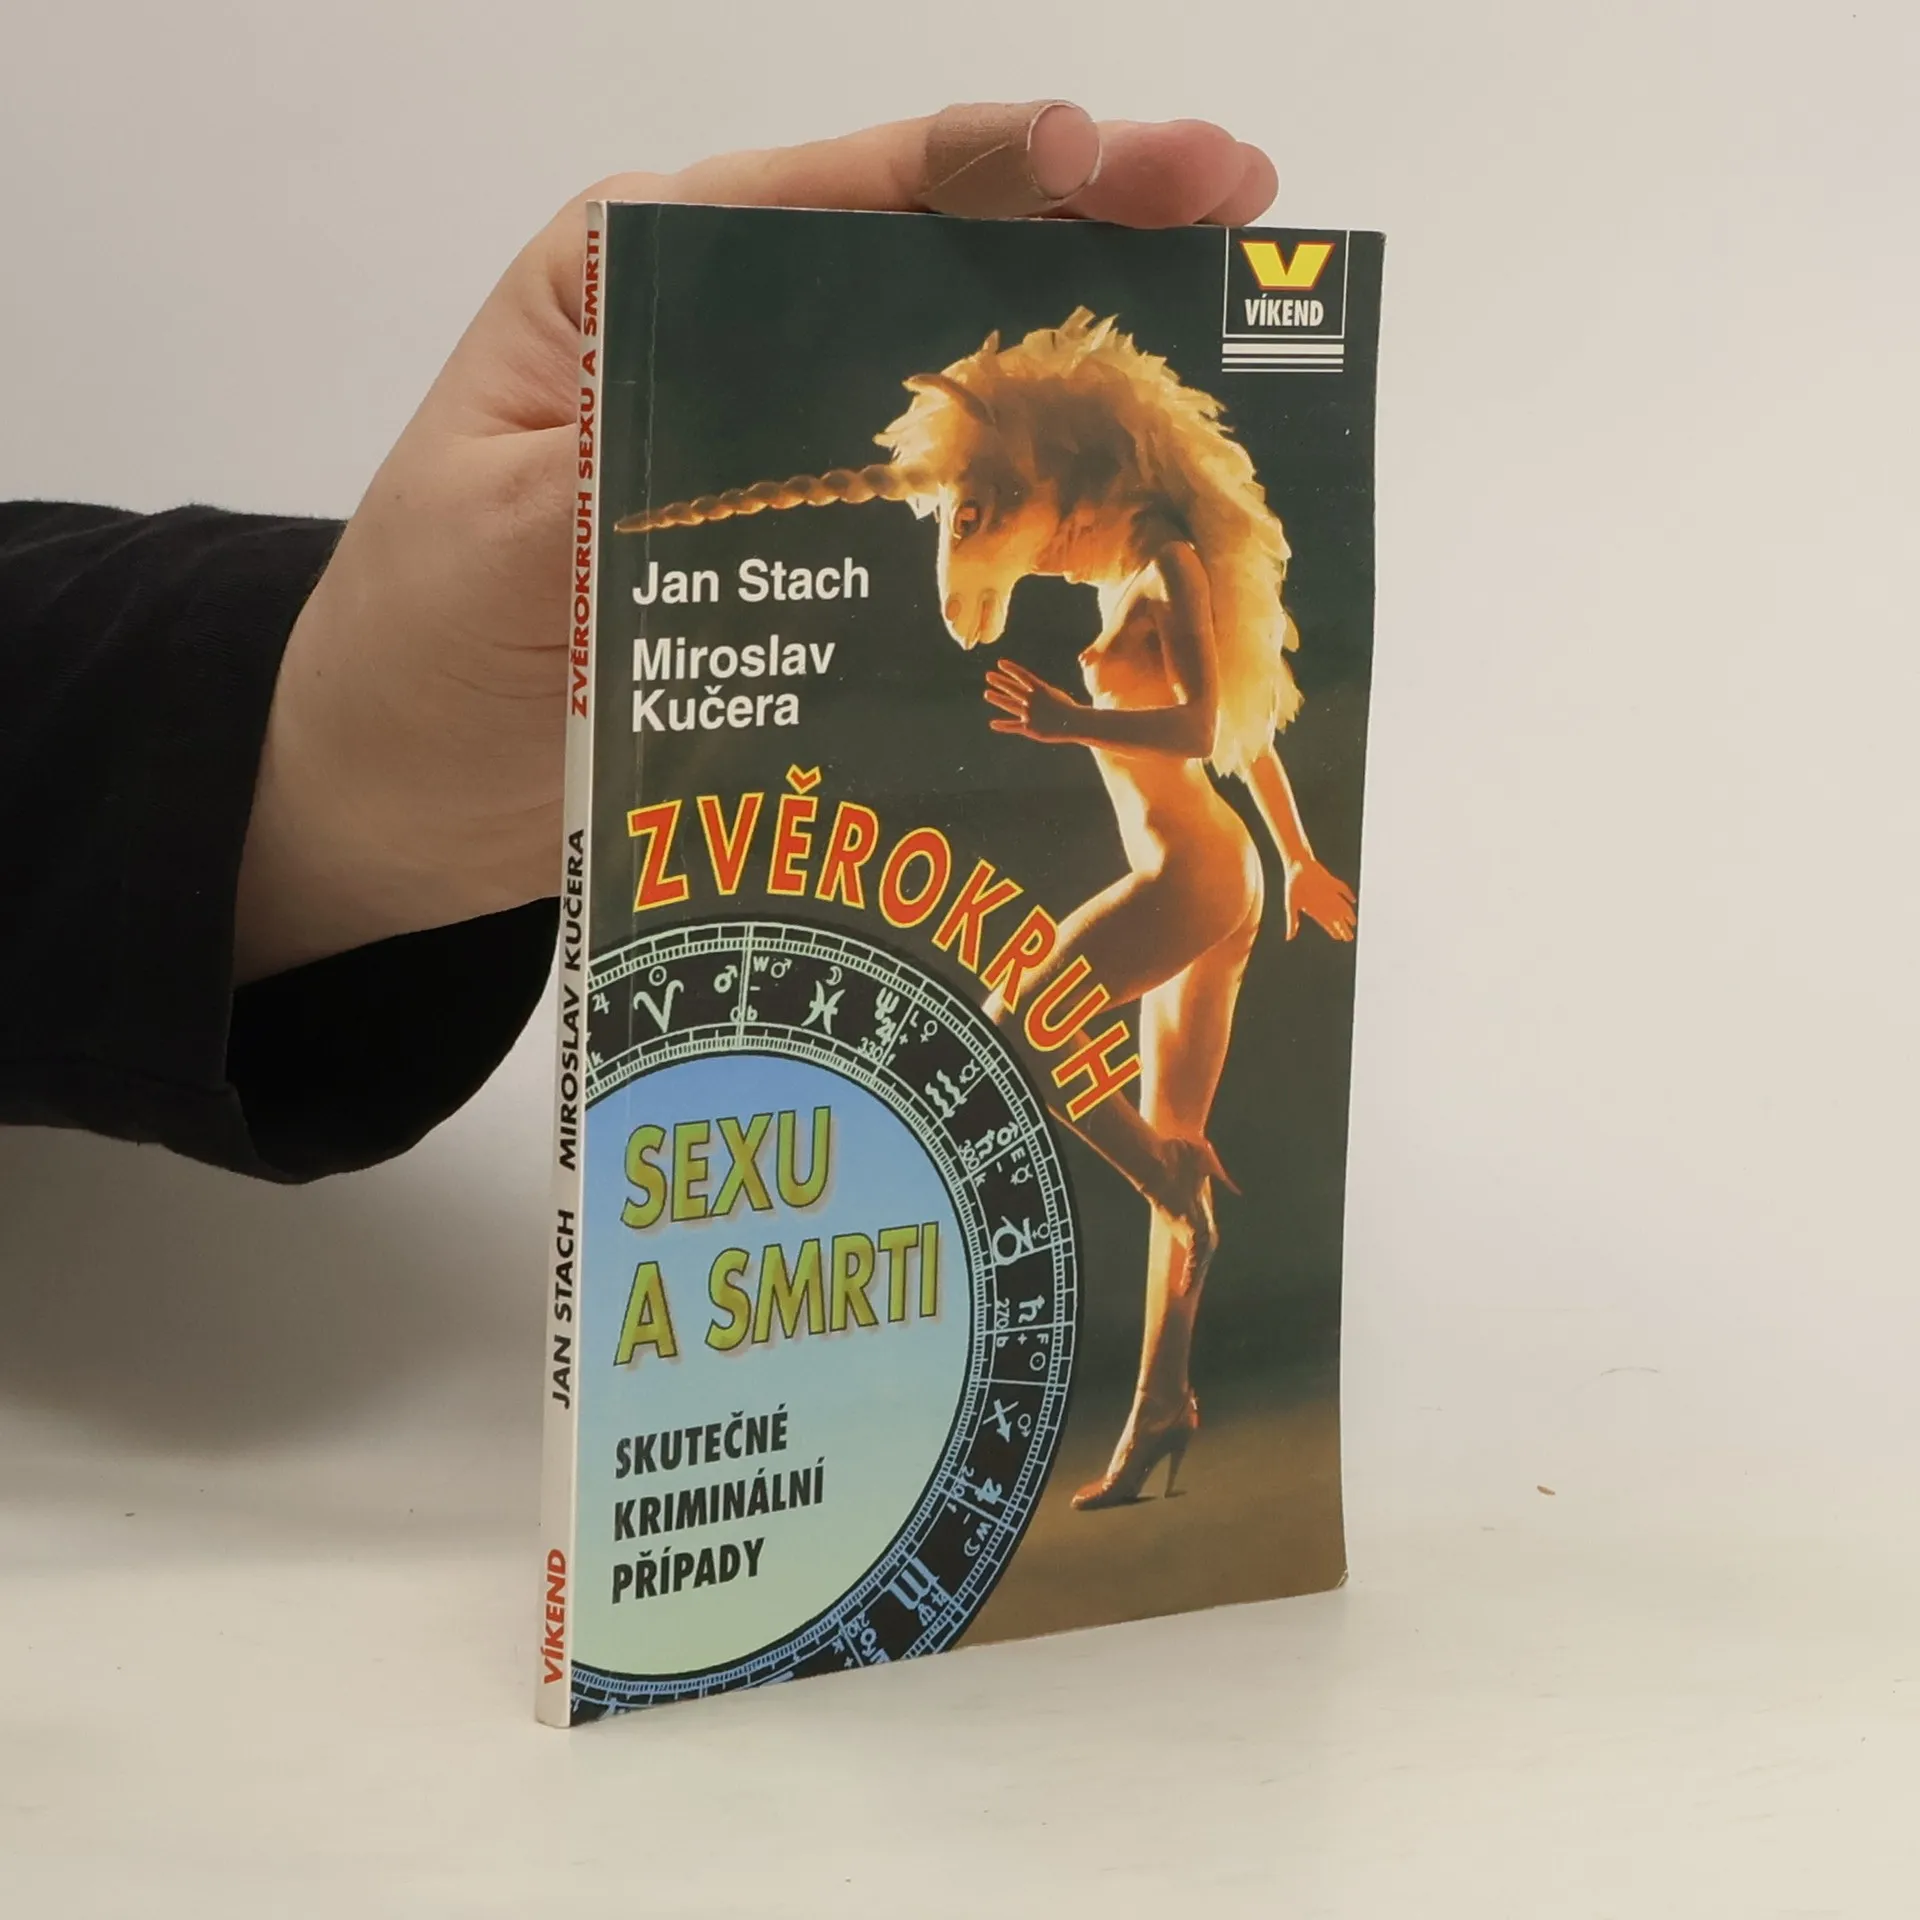 VÍKEND
Jan Stach
Miroslav
Kučera
ZVĚROKRUH
SEXU
A SMRTI
SKUTEČNÉ
KRIMINÁLNÍ
PŘÍPADY
VÍKEND JAN STACH MIROSLAV KUČERA ZVĚROKRUH SEXU A SMRTI